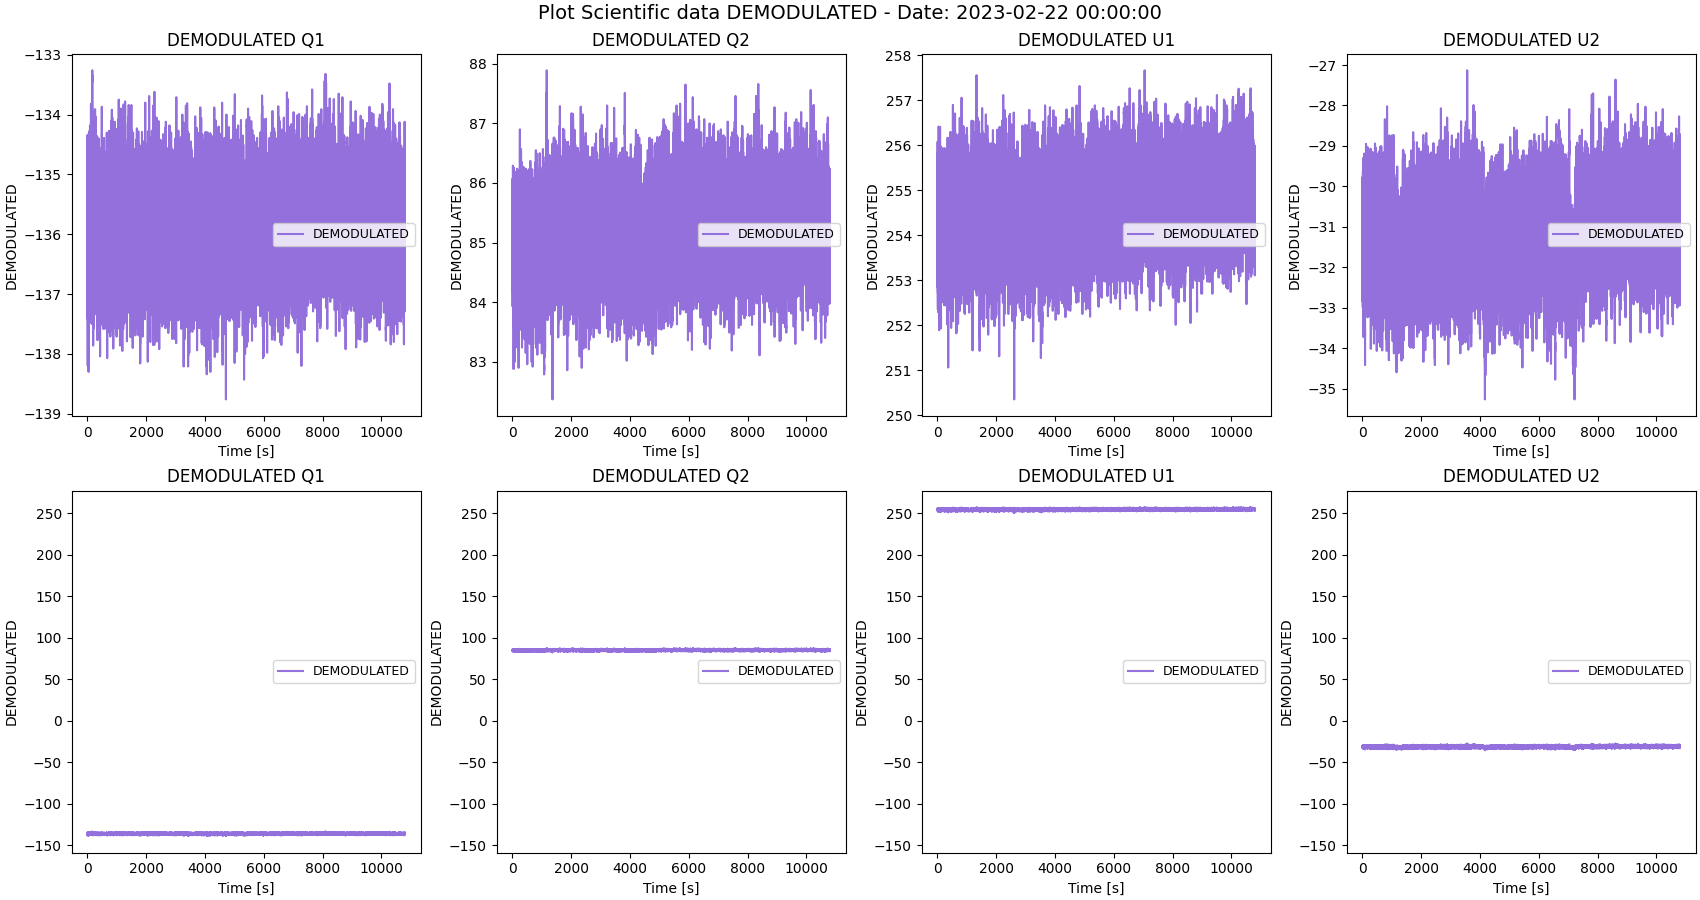 Plot Scientific data DEMODULATED - Date: 2023-02-22 00:00:00
DEMODULATED Q1
−133
−134
−135
−136
−137
−138
−139
DEMODULATED
DEMODULATED
0 2000 4000 6000 8000 10000
Time [s]
DEMODULATED Q2
88
87
86
85
84
83
DEMODULATED
DEMODULATED
0 2000 4000 6000 8000 10000
Time [s]
DEMODULATED U1
258
257
256
255
254
253
252
251
250
DEMODULATED
DEMODULATED
0 2000 4000 6000 8000 10000
Time [s]
DEMODULATED U2
−27
−28
−29
−30
−31
−32
−33
−34
−35
DEMODULATED
DEMODULATED
0 2000 4000 6000 8000 10000
Time [s]
DEMODULATED Q1
250
200
150
100
50
0
−50
−100
−150
DEMODULATED
DEMODULATED
0 2000 4000 6000 8000 10000
Time [s]
DEMODULATED Q2
250
200
150
100
50
0
−50
−100
−150
DEMODULATED
DEMODULATED
0 2000 4000 6000 8000 10000
Time [s]
DEMODULATED U1
250
200
150
100
50
0
−50
−100
−150
DEMODULATED
DEMODULATED
0 2000 4000 6000 8000 10000
Time [s]
DEMODULATED U2
250
200
150
100
50
0
−50
−100
−150
DEMODULATED
DEMODULATED
0 2000 4000 6000 8000 10000
Time [s]